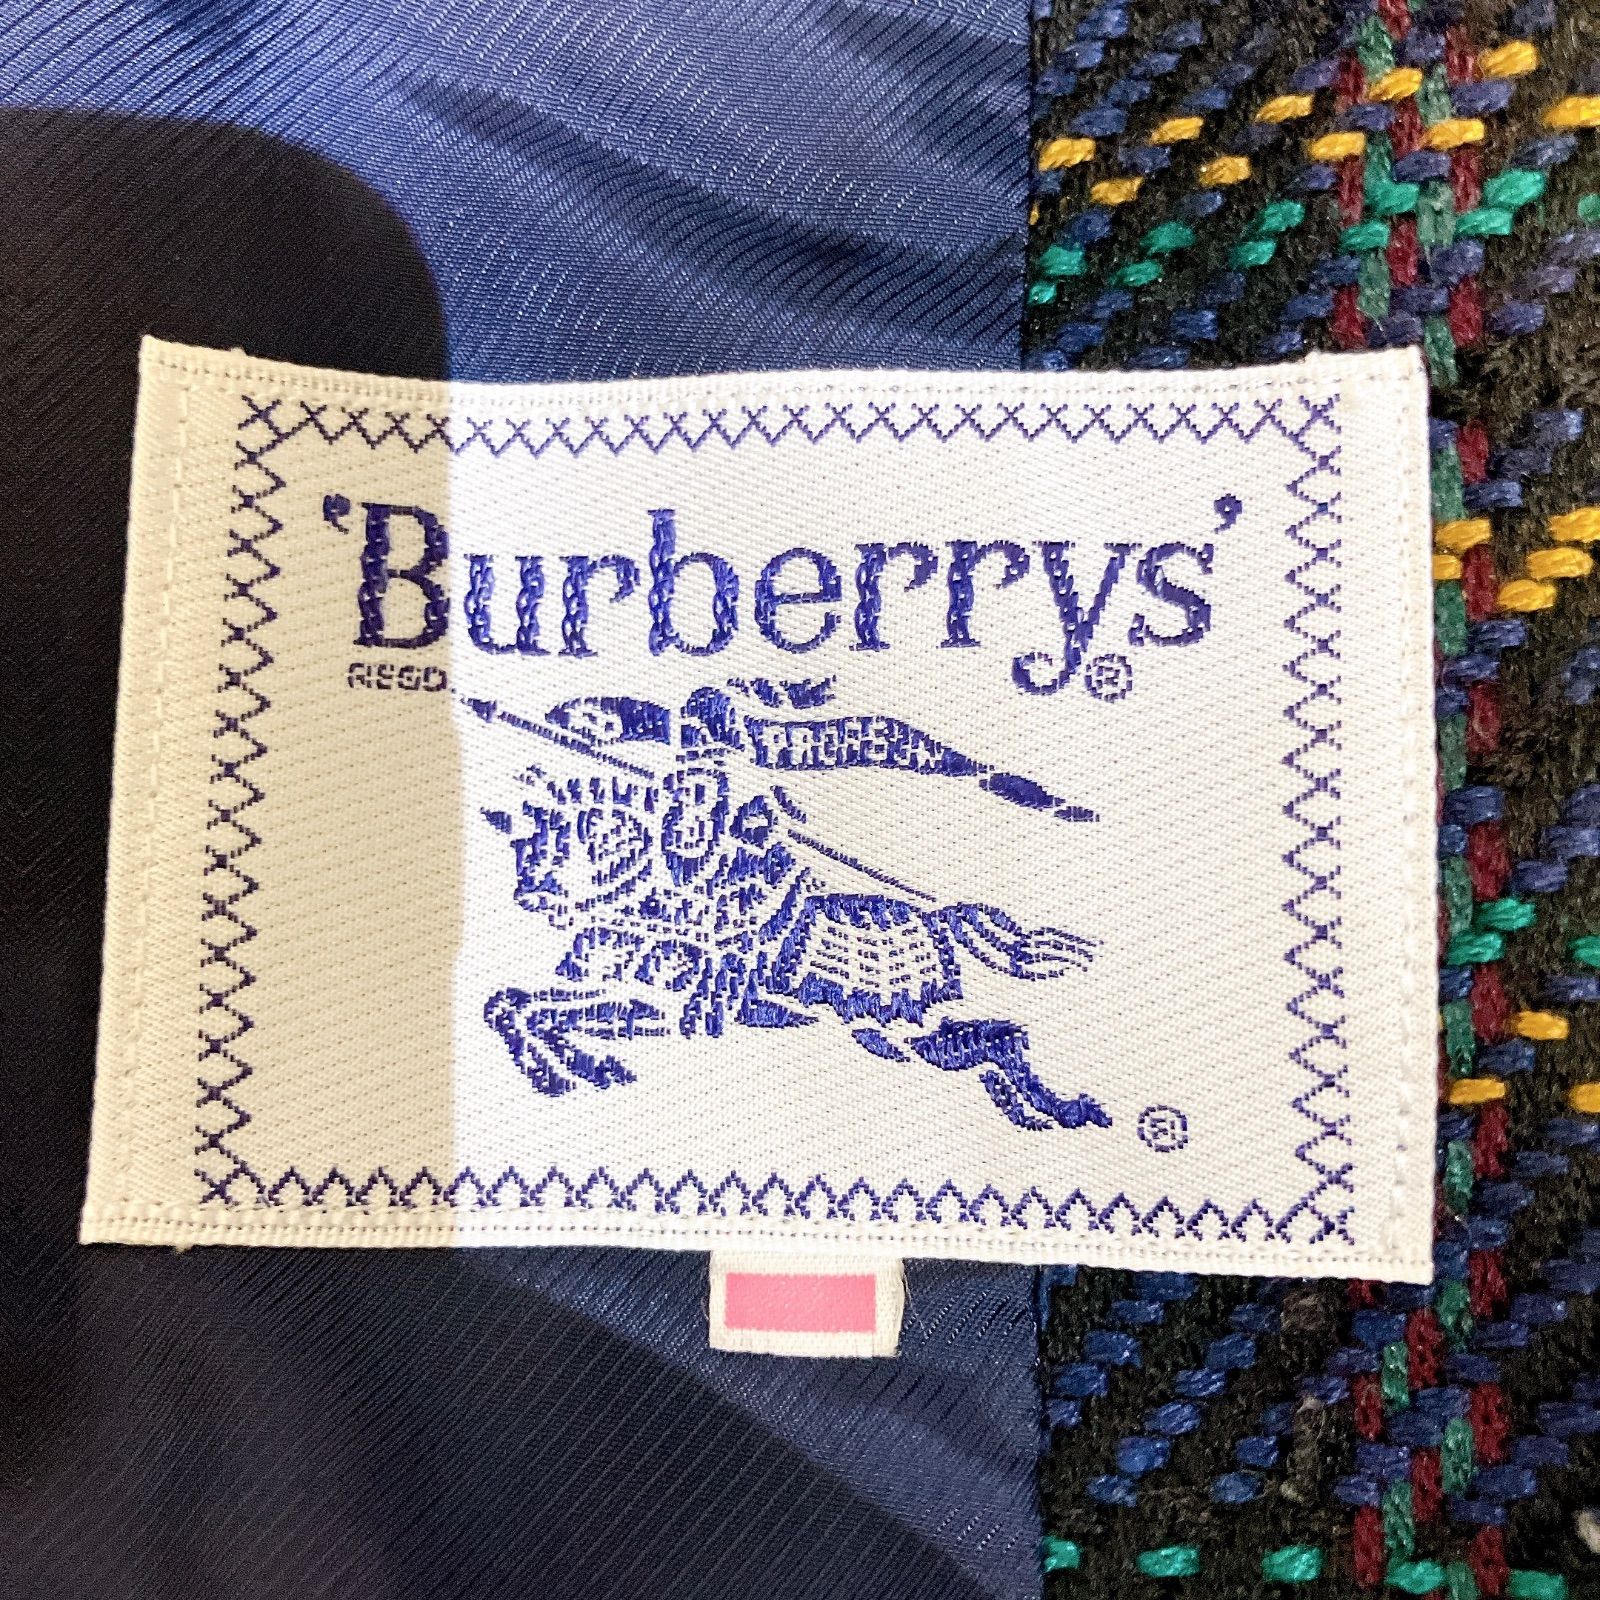 'Burberrys'®
REGD.
PRORSUM
®